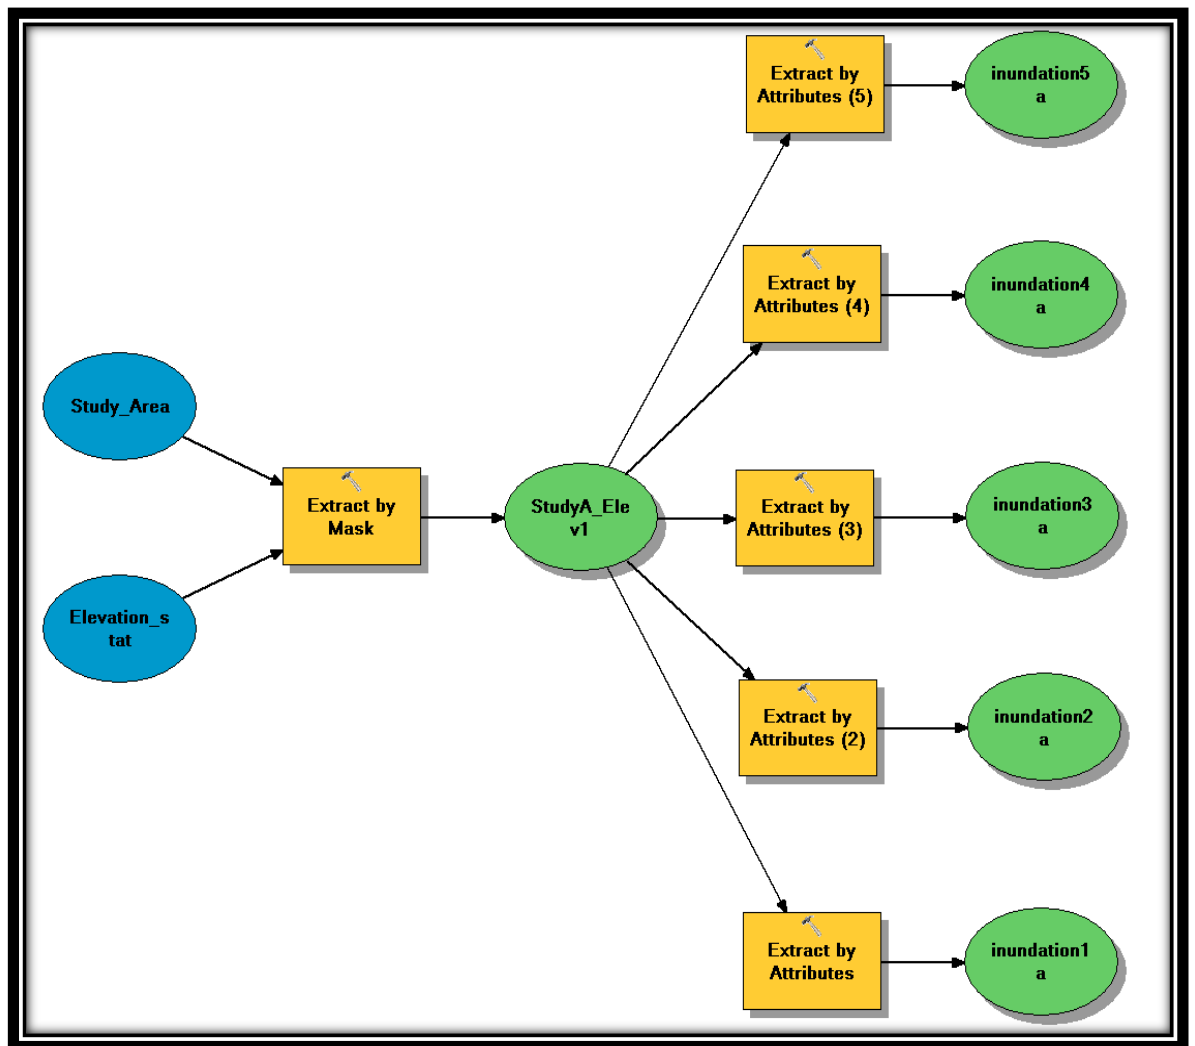 Extract by
Attributes (5)
inundation5
a
Extract by
Attributes (4)
inundation4
a
Study_Area
Extract by
Mask
StudyA_Ele
v1
Extract by
Attributes (3)
inundation3
a
Elevation_s
tat
Extract by
Attributes (2)
inundation2
a
Extract by
Attributes
inundation1
a